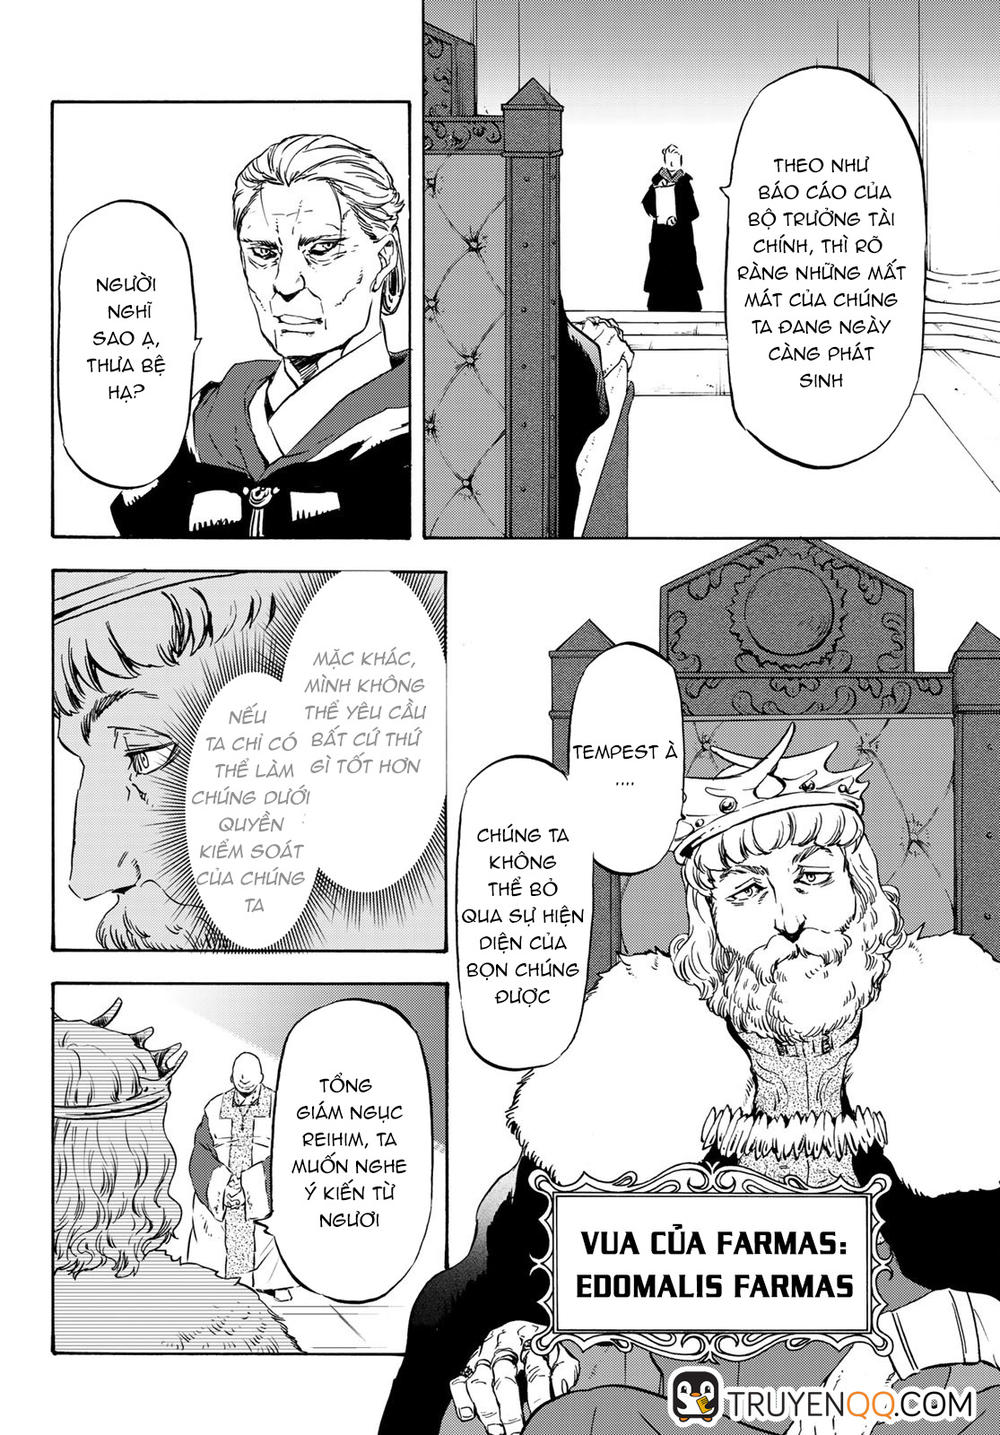 THEO NHƯ
BÁO CÁO CỦA
BỘ TRƯỞNG TÀI
CHÍNH, THÌ RÕ
RÀNG NHỮNG MẤT
MÁT CỦA CHÚNG
TA ĐANG NGÀY
CÀNG PHÁT
SINH
NGƯỜI
NGHĨ
SAO Ạ,
THƯA BỆ
HẠ?
TEMPEST À
....
CHÚNG TA
KHÔNG
THỂ BỎ
QUA SỰ HIỆN
DIỆN CỦA
BỌN CHÚNG
ĐƯỢC
VUA CỦA FARMAS:
EDOMALIS FARMAS
MẶC KHÁC,
MÌNH KHÔNG
THỂ YÊU CẦU
BẤT CỨ THỨ
GÌ TỐT HƠN
NẾU
TA CHỈ CÓ
THỂ LÀM
CHÚNG DƯỚI
QUYỀN
KIỂM SOÁT
CỦA CHÚNG
TA
TỔNG
GIÁM NGỤC
REIHIM, TA
MUỐN NGHE
Ý KIẾN TỪ
NGƯƠI
TRUYENQQ.COM